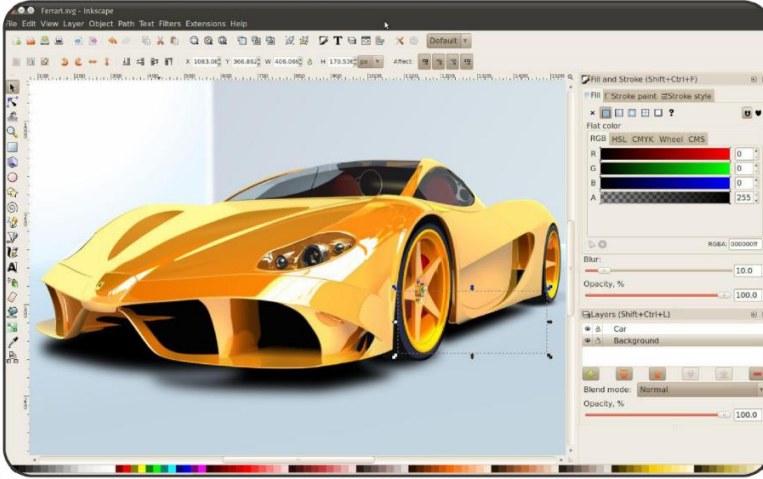 Ferrari.svg - Inkscape
File Edit View Layer Object Path Text Filters Extensions Help
Default
X 1083.06 Y 366.862 W 406.066 H 170.536 px Affect:
Fill and Stroke (Shift+Ctrl+F)
Fill Stroke paint Stroke style
?
Flat color
RGB HSL CMYK Wheel CMS
R 0
G 0
B 0
A 255
RGBA: 000000ff
Blur:
10.0
Opacity, %
100.0
Layers (Shift+Ctrl+L)
Car
Background
Blend mode: Normal
Opacity, %
100.0